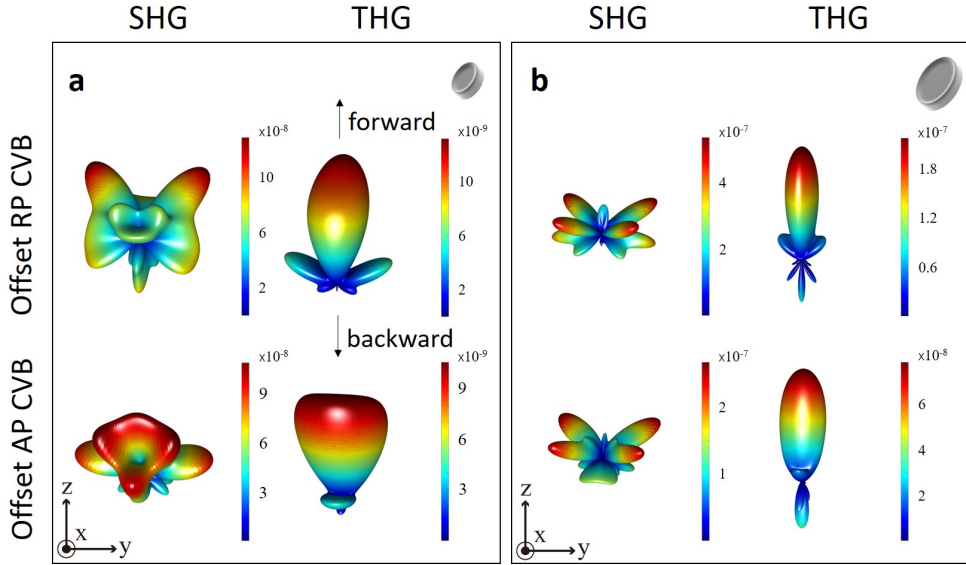 SHG THG SHG THG
a
b
Offset RP CVB
forward
x10-8
10
6
2
x10-9
10
6
2
x10-7
4
2
x10-7
1.8
1.2
0.6
Offset AP CVB
backward
x10-8
9
6
3
x10-9
9
6
3
x10-7
2
1
x10-8
6
4
2
z
x
y
z
x
y